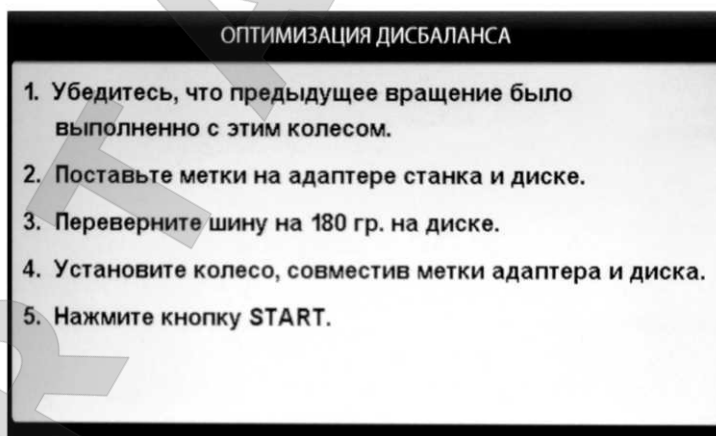 ОПТИМИЗАЦИЯ ДИСБАЛАНСА
1. Убедитесь, что предыдущее вращение было
выполненно с этим колесом.
2. Поставьте метки на адаптере станка и диске.
3. Переверните шину на 180 гр. на диске.
4. Установите колесо, совместив метки адаптера и диска.
5. Нажмите кнопку START.